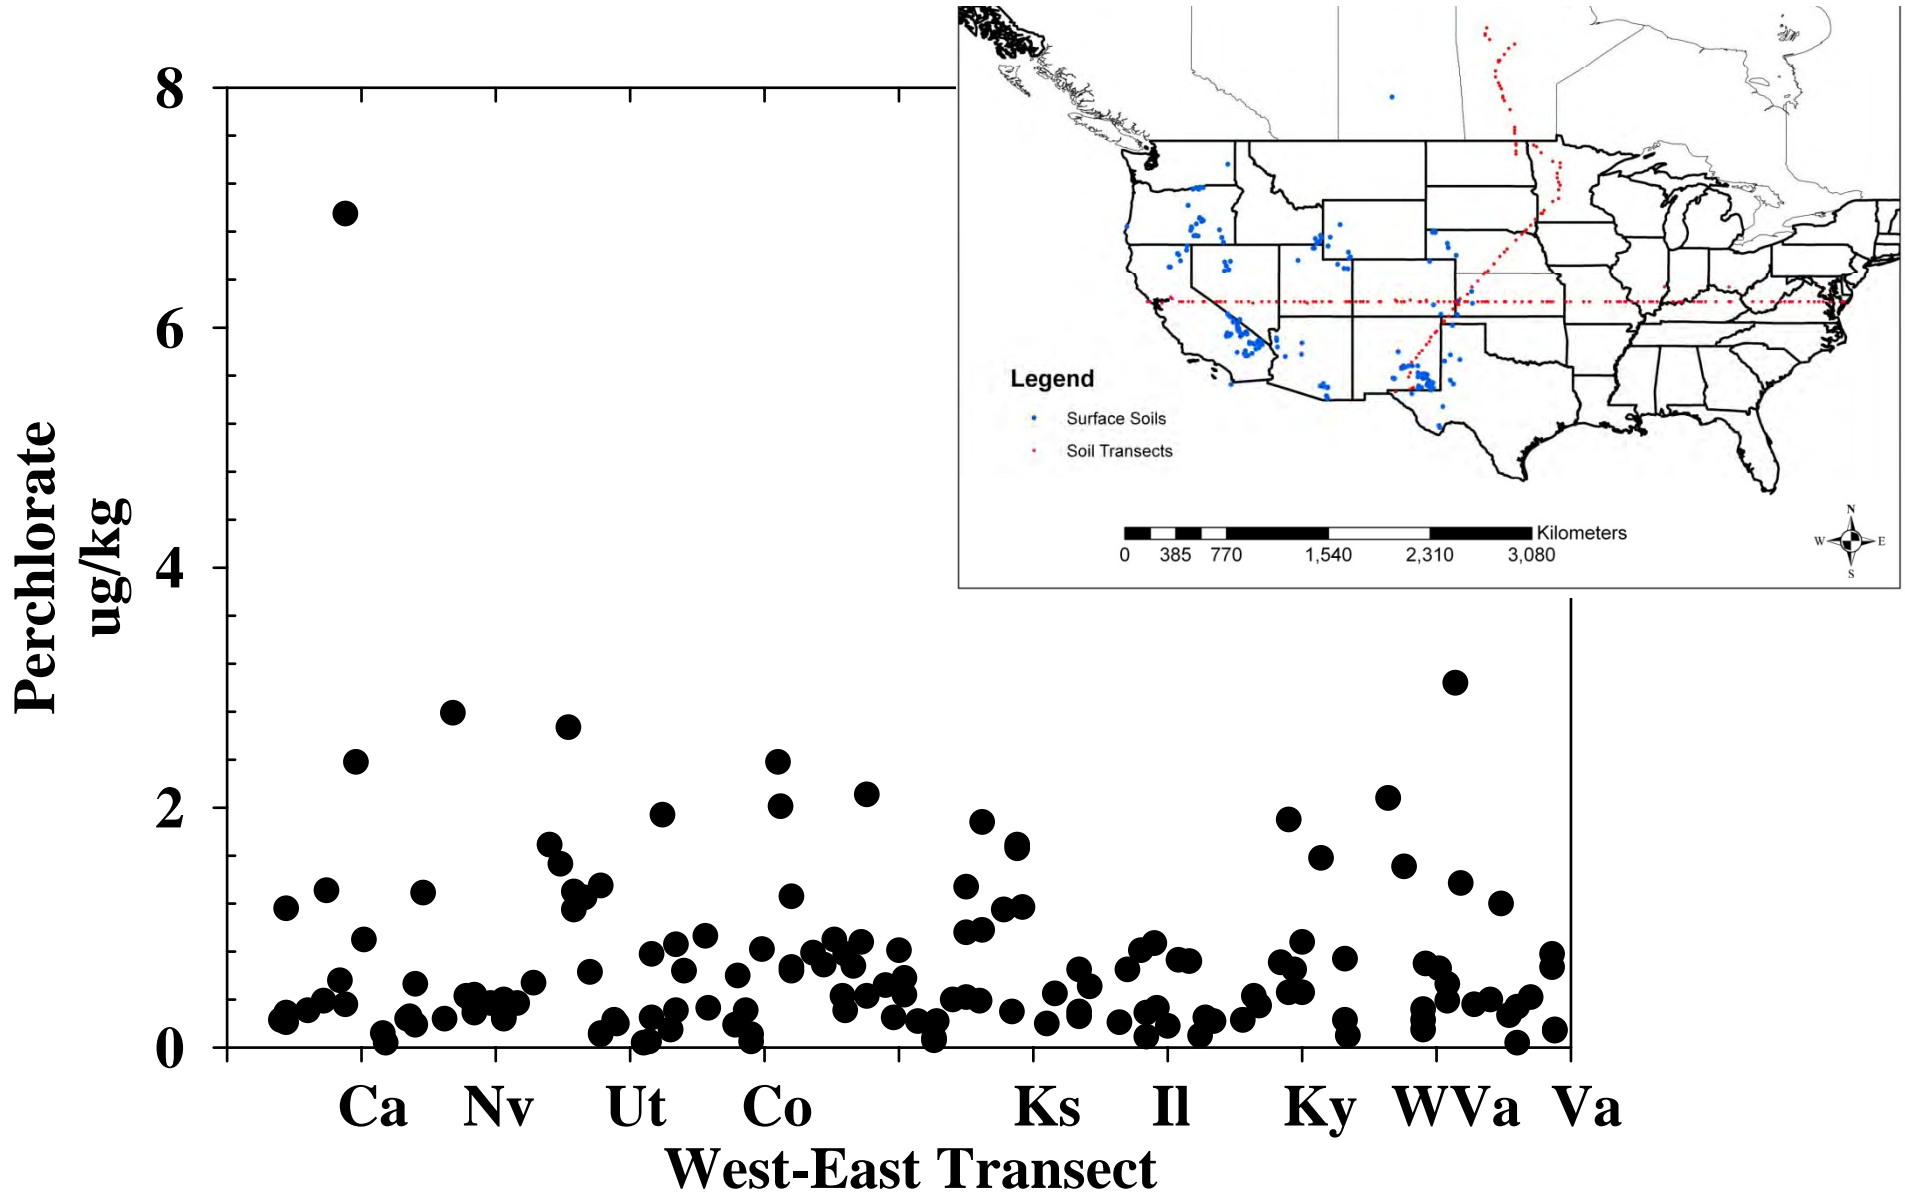 8
6
4
2
0
Perchlorate
ug/kg
Ca Nv Ut Co Ks Il Ky WVa Va
West-East Transect
Legend
Surface Soils
Soil Transects
Kilometers
0 385 770 1,540 2,310 3,080
N
W E
S